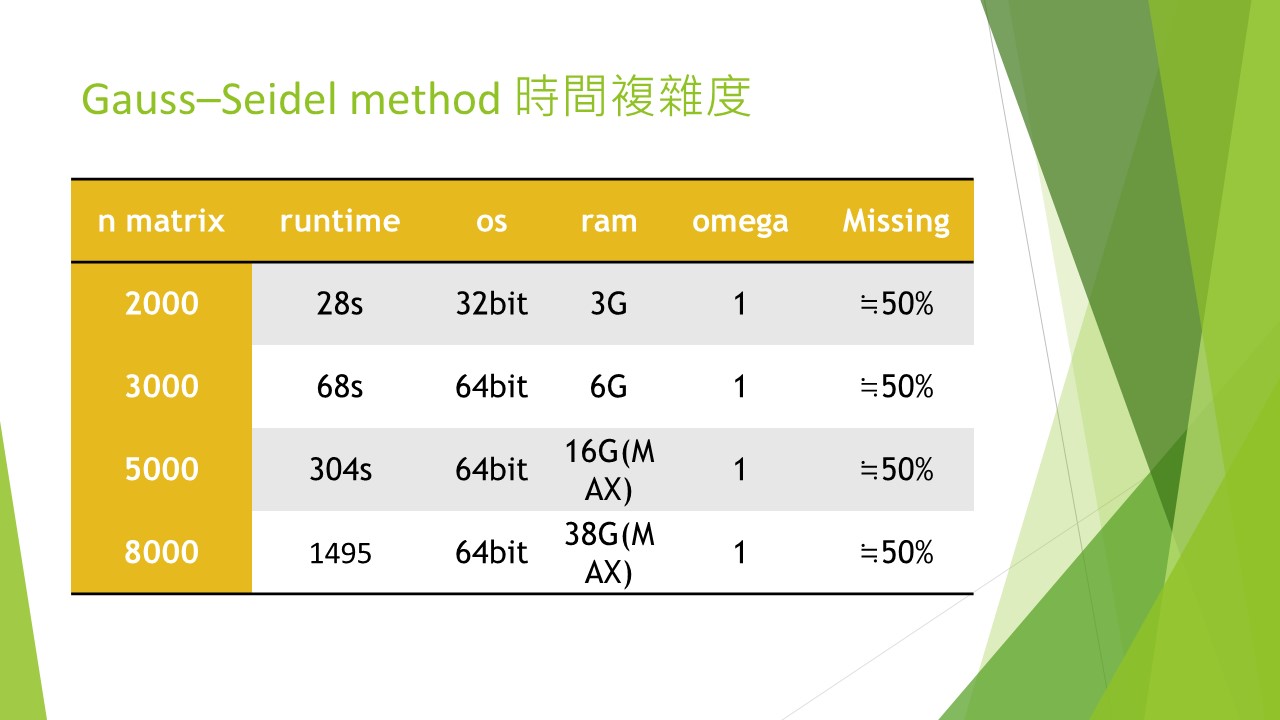 Gauss–Seidel method 時間複雜度
n matrix runtime os ram omega Missing
2000 28s 32bit 3G 1 ≒50%
3000 68s 64bit 6G 1 ≒50%
5000 304s 64bit 16G(M
AX) 1 ≒50%
8000 1495 64bit 38G(M
AX) 1 ≒50%